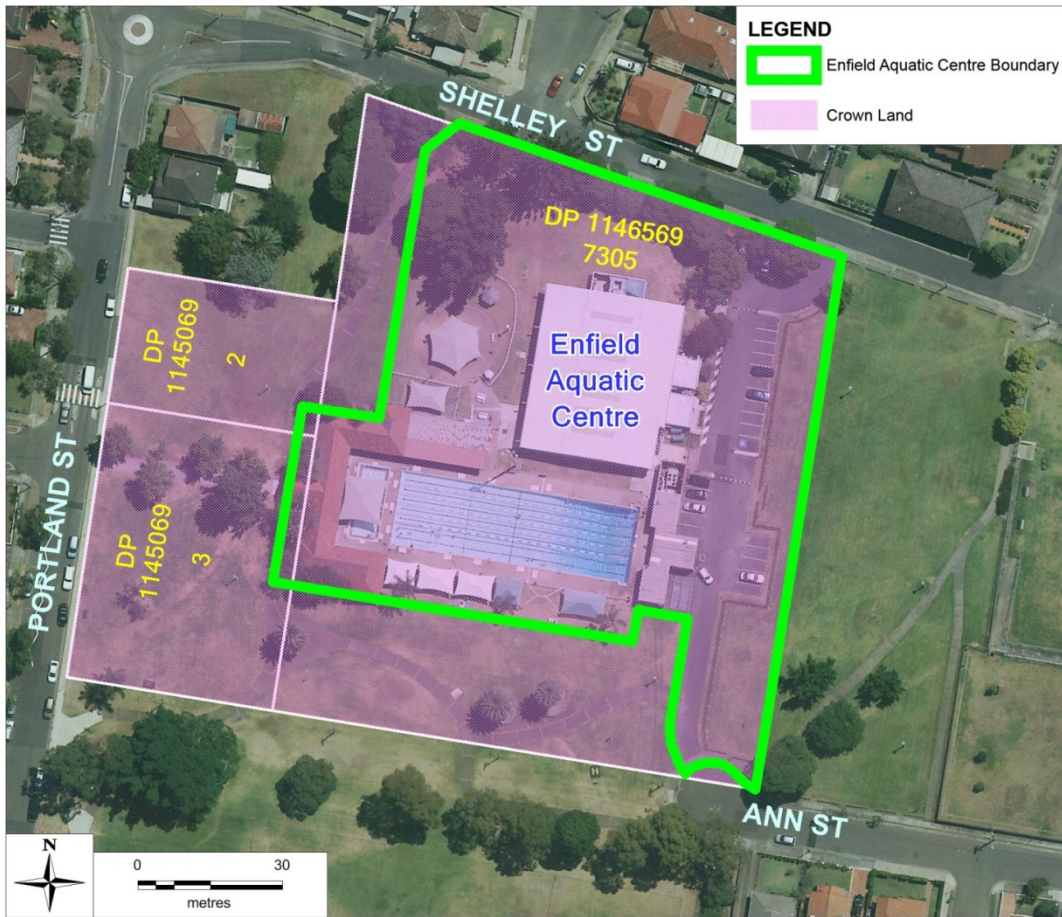 LEGEND
Enfield Aquatic Centre Boundary
Crown Land
SHELLEY ST
DP 1146569
7305
Enfield
Aquatic
Centre
DP
1145069
2
DP
1145069
3
PORTLAND ST
ANN ST
N
0
30
metres